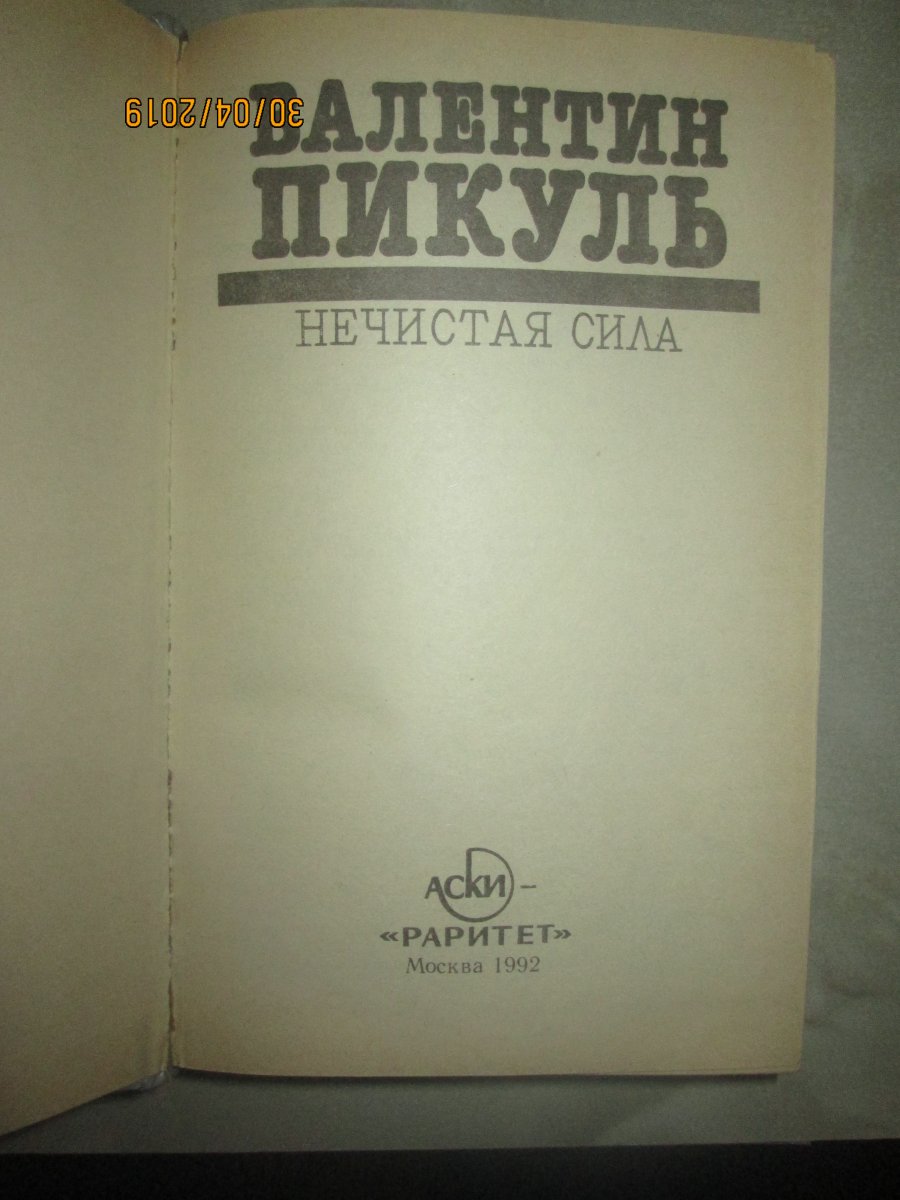 30/04/2019
ВАЛЕНТИН
ПИКУЛЬ
НЕЧИСТАЯ СИЛА
АСКИ –
«РАРИТЕТ»
Москва 1992